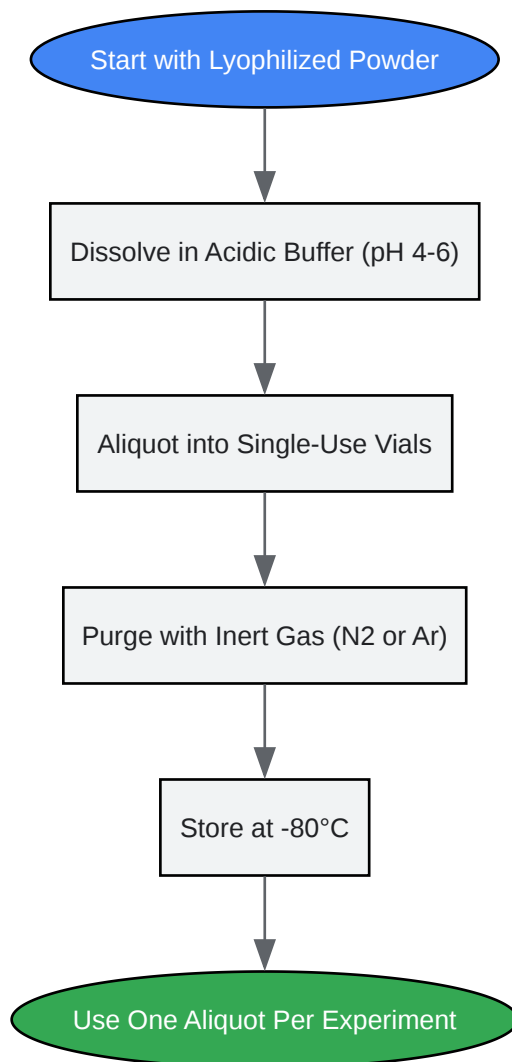 Start with Lyophilized Powder
Dissolve in Acidic Buffer (pH 4-6)
Aliquot into Single-Use Vials
Purge with Inert Gas (N2 or Ar)
Store at -80°C
Use One Aliquot Per Experiment